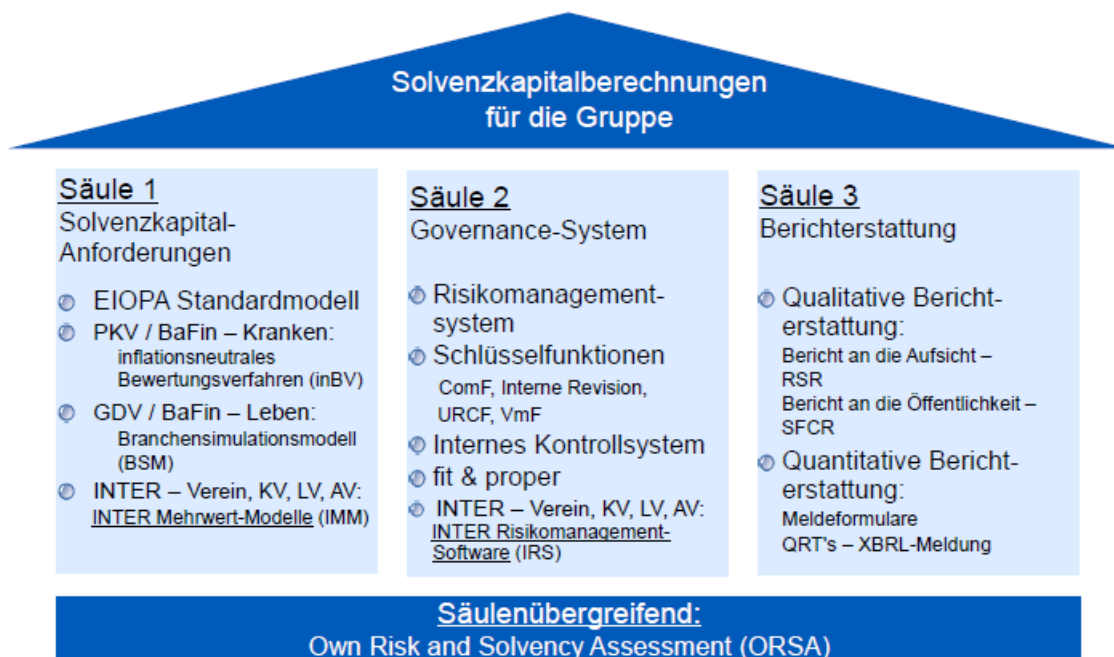 Solvenzkapitalberechnungen
für die Gruppe
Säule 1
Solvenzkapital-
Anforderungen
EIOPA Standardmodell
PKV / BaFin – Kranken:
inflationsneutrales
Bewertungsverfahren (inBV)
GDV / BaFin – Leben:
Branchensimulationsmodell
(BSM)
INTER – Verein, KV, LV, AV:
INTER Mehrwert-Modelle (IMM)
Säule 2
Governance-System
Risikomanagement-
system
Schlüsselfunktionen
ComF, Interne Revision,
URCF, VmF
Internes Kontrollsystem
fit & proper
INTER – Verein, KV, LV, AV:
INTER Risikomanagement-
Software (IRS)
Säule 3
Berichterstattung
Qualitative Bericht-
erstattung:
Bericht an die Aufsicht –
RSR
Bericht an die Öffentlichkeit –
SFCR
Quantitative Bericht-
erstattung:
Meldeformulare
QRT's – XBRL-Meldung
Säulenübergreifend:
Own Risk and Solvency Assessment (ORSA)